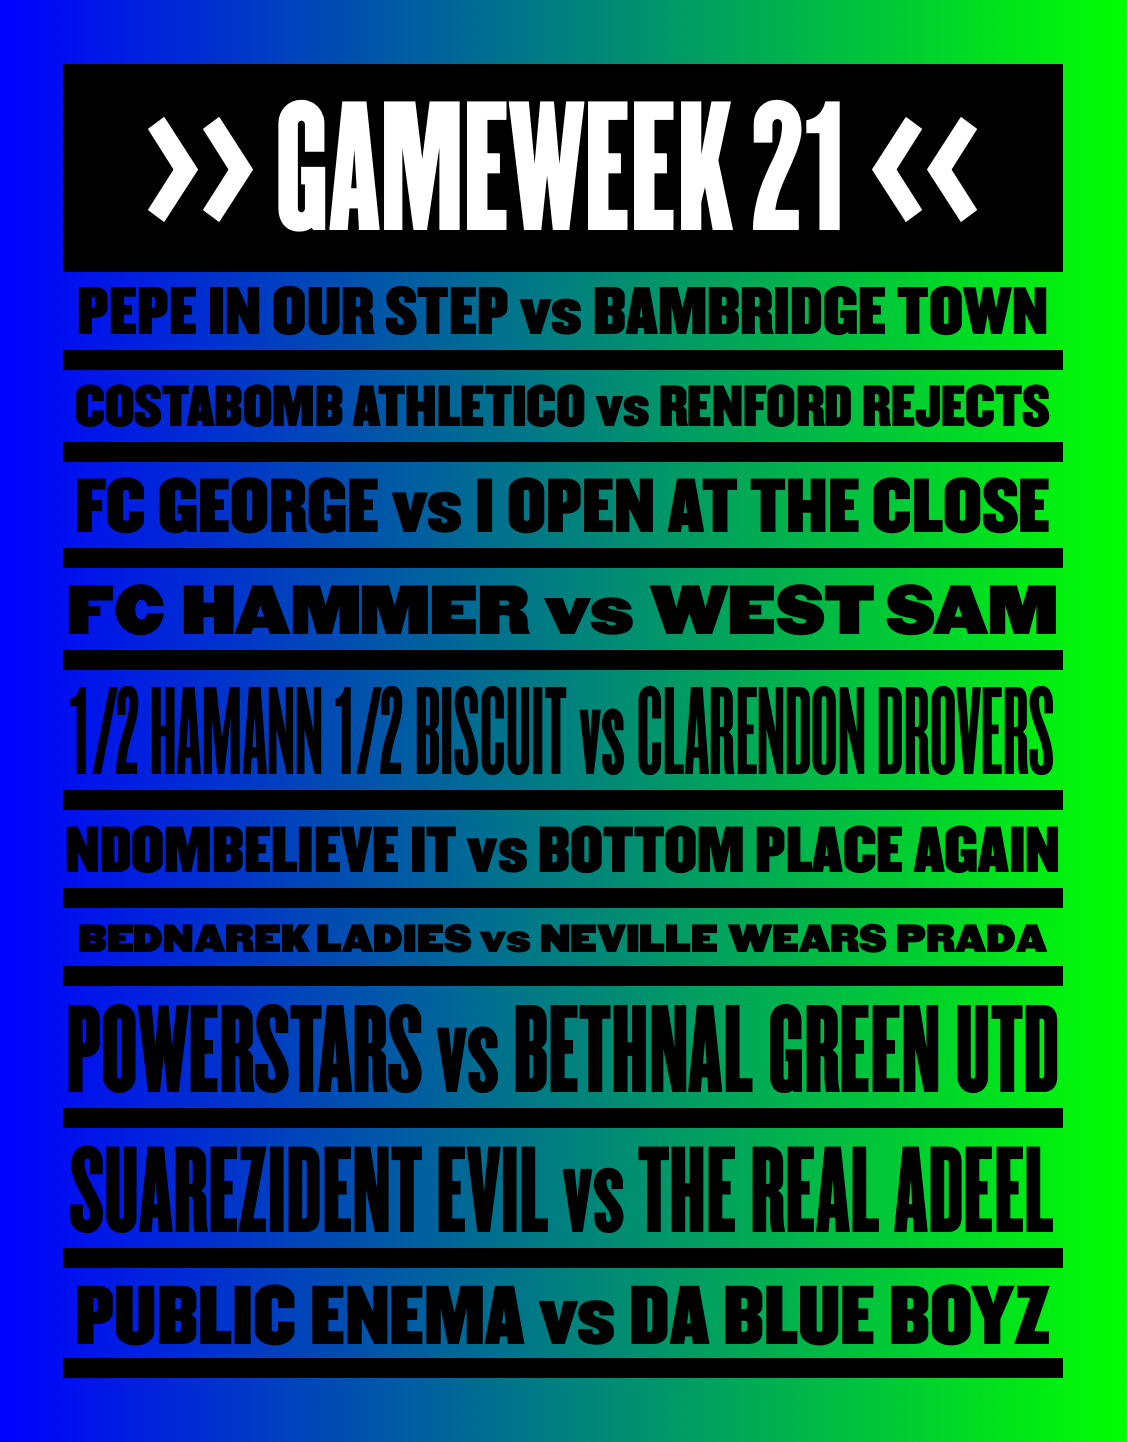 >> GAMEWEEK 21 <<
PEPE IN OUR STEP vs BAMBRIDGE TOWN
COSTABOMB ATHLETICO vs RENFORD REJECTS
FC GEORGE vs I OPEN AT THE CLOSE
FC HAMMER vs WEST SAM
1/2 HAMANN 1/2 BISCUIT vs CLARENDON DROVERS
NDOMBELIEVE IT vs BOTTOM PLACE AGAIN
BEDNAREK LADIES vs NEVILLE WEARS PRADA
POWERSTARS vs BETHNAL GREEN UTD
SUAREZIDENT EVIL vs THE REAL ADEEL
PUBLIC ENEMA vs DA BLUE BOYZ